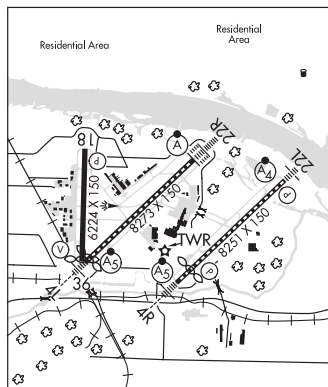 Residential Area
Residential
Area
22R
22L
18
A
A4
P
P
6224 X 150
8273 X 150
8251 X 150
TWR
V
A5
A5
P
4L
36
4R